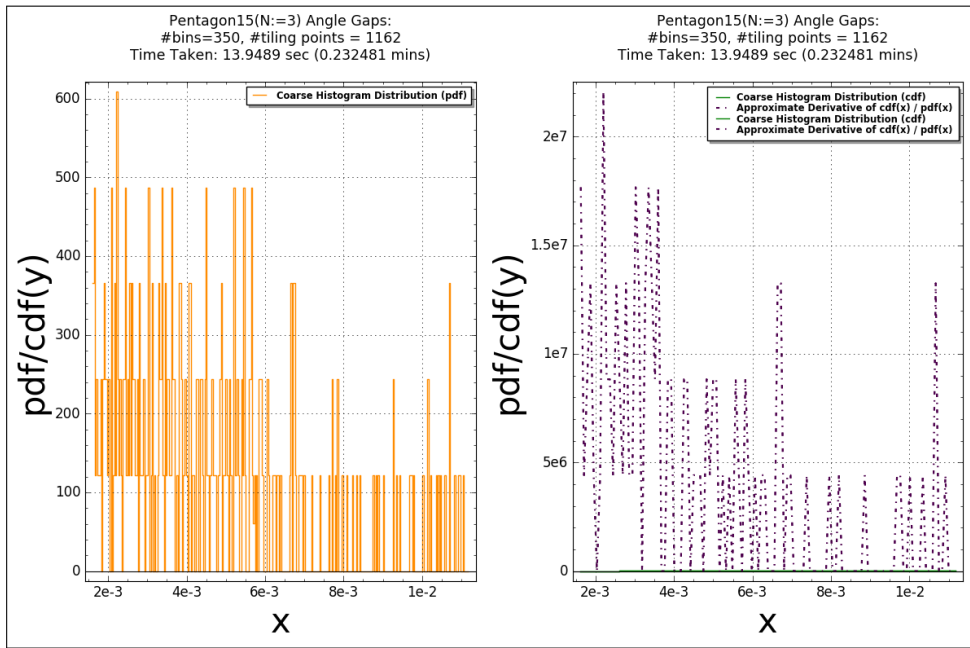 Pentagon15(N:=3) Angle Gaps:
#bins=350, #tiling points = 1162
Time Taken: 13.9489 sec (0.232481 mins)
Coarse Histogram Distribution (pdf)
600
500
400
300
200
100
0
2e-3
4e-3
6e-3
8e-3
1e-2
pdf/cdf(y)
x
Pentagon15(N:=3) Angle Gaps:
#bins=350, #tiling points = 1162
Time Taken: 13.9489 sec (0.232481 mins)
Coarse Histogram Distribution (cdf)
Approximate Derivative of cdf(x) / pdf(x)
Coarse Histogram Distribution (cdf)
Approximate Derivative of cdf(x) / pdf(x)
2e7
1.5e7
1e7
5e6
0
2e-3
4e-3
6e-3
8e-3
1e-2
pdf/cdf(y)
x